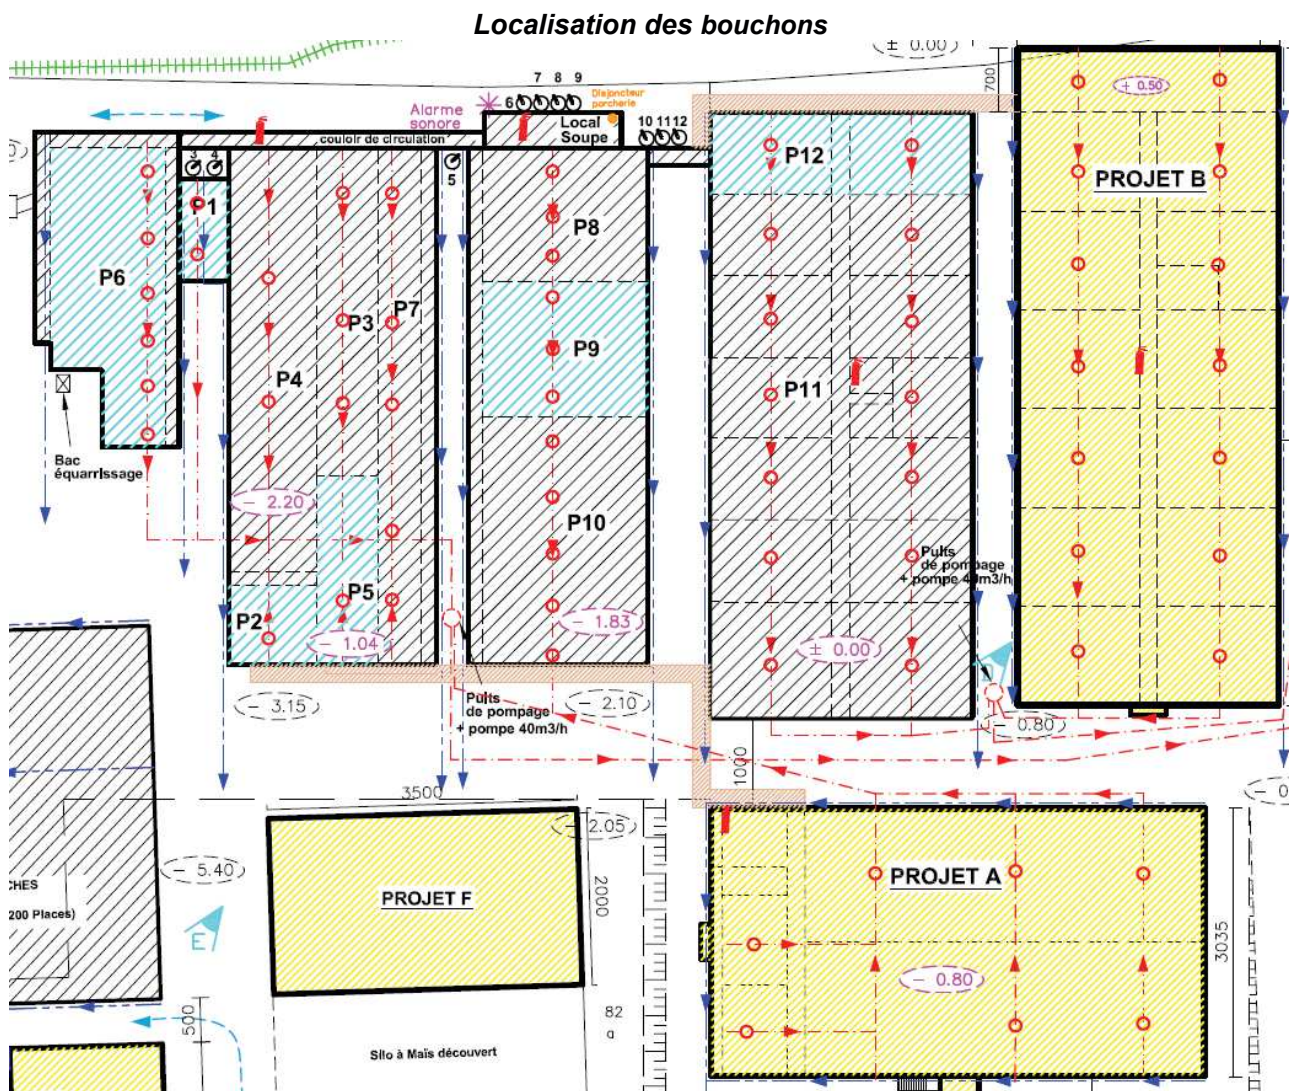 Localisation des bouchons
± 0.00
7 8 9
6
Disjoncteur
porcherie
Alarme
sonore
Local
Soupe
10 11 12
700
+ 0.50
couloir de circulation
3 4
5
P12
PROJET B
P1
P8
P6
P3
P7
P9
P4
P11
Bac
équarrissage
- 2.20
P10
Puits
de pompage
+ pompe 40m3/h
P5
P2
- 1.04
- 1.83
± 0.00
- 3.15
Puits
de pompage
+ pompe 40m3/h
- 2.10
- 0.80
1000
3500
- 2.05
- 5.40
CHES
200 Places)
PROJET F
2000
PROJET A
E
3035
- 0.80
500
82
Silo à Maïs découvert